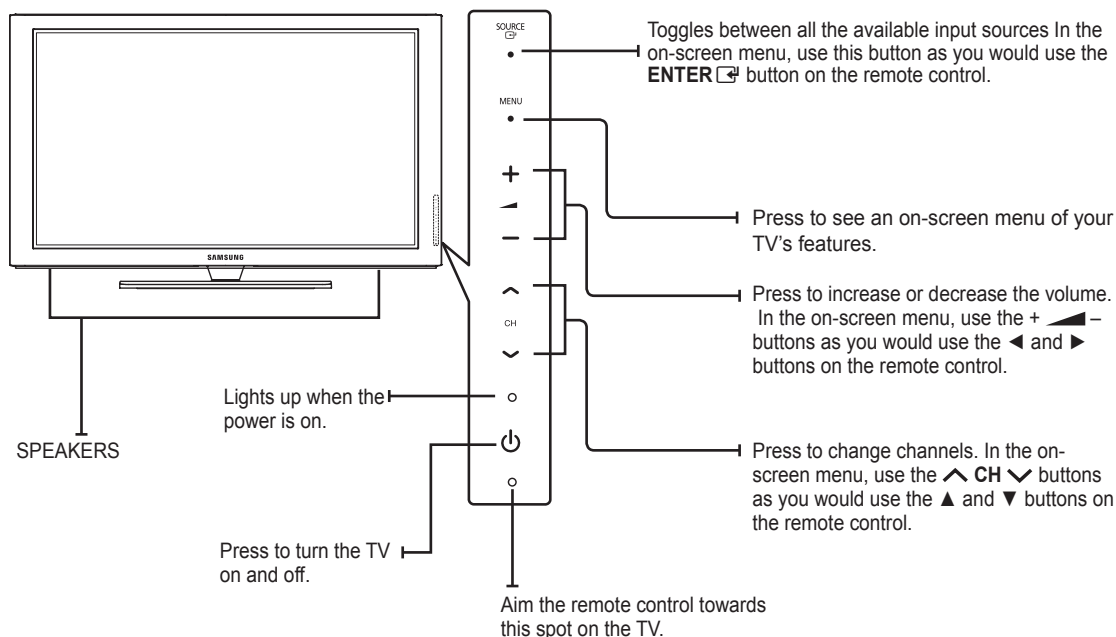 SOURCE
Toggles between all the available input sources In the
on-screen menu, use this button as you would use the
ENTER button on the remote control.
MENU
+
Press to see an on-screen menu of your
TV's features.
–
SAMSUNG
Press to increase or decrease the volume.
In the on-screen menu, use the + –
buttons as you would use the ◄ and ►
buttons on the remote control.
CH
Lights up when the
power is on.
SPEAKERS
Press to change channels. In the on-
screen menu, use the CH buttons
as you would use the ▲ and ▼ buttons on
the remote control.
Press to turn the TV
on and off.
Aim the remote control towards
this spot on the TV.